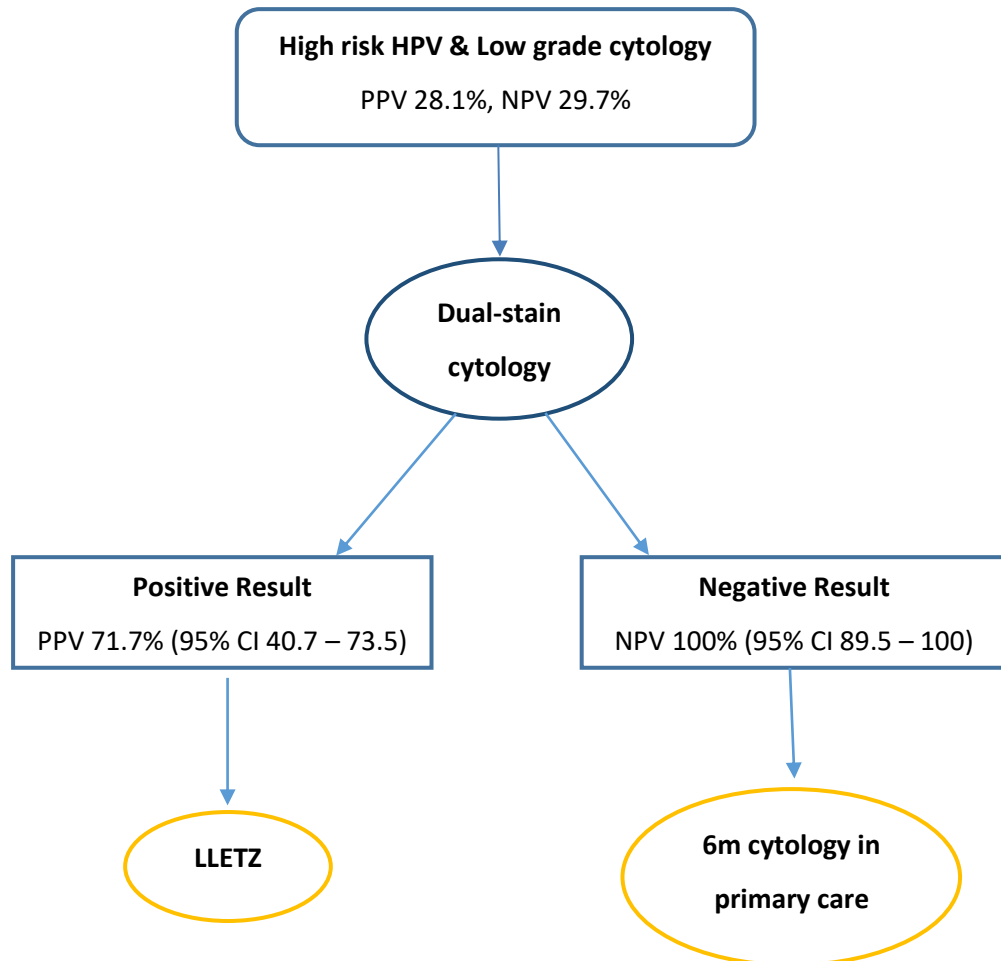 High risk HPV & Low grade cytology
PPV 28.1%, NPV 29.7%
Dual-stain
cytology
Positive Result
PPV 71.7% (95% CI 40.7 – 73.5)
Negative Result
NPV 100% (95% CI 89.5 – 100)
LLETZ
6m cytology in
primary care